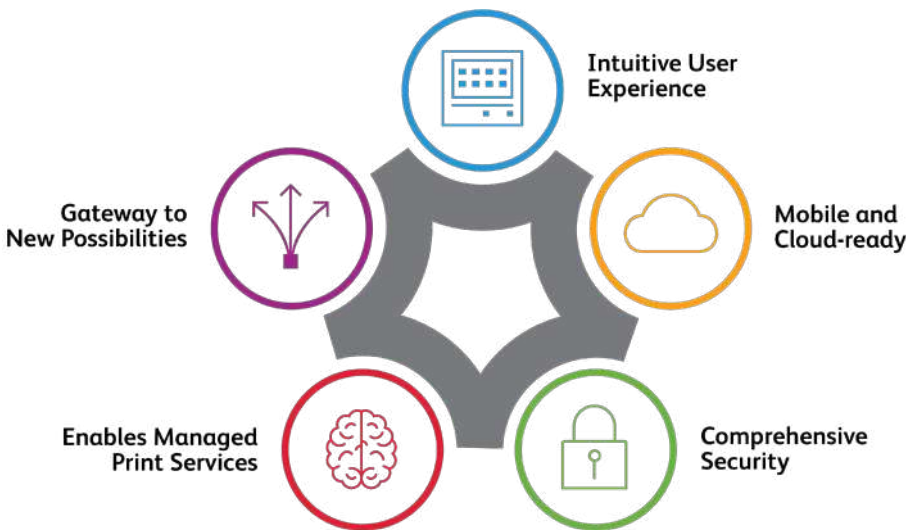 Intuitive User
Experience
Mobile and
Cloud-ready
Comprehensive
Security
Enables Managed
Print Services
Gateway to
New Possibilities